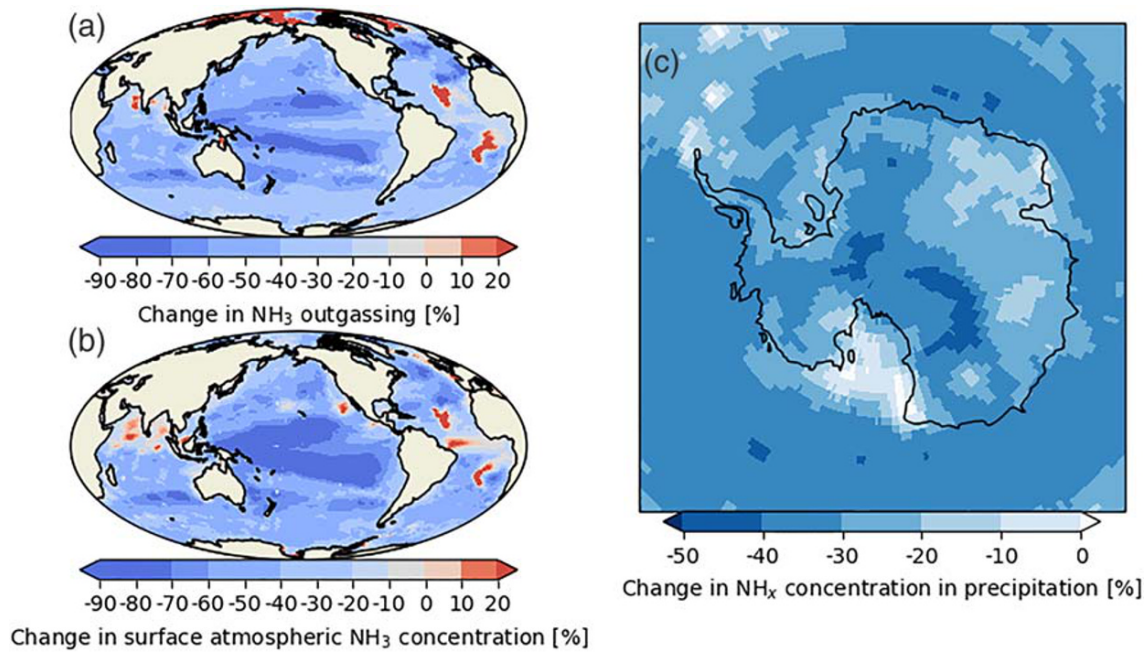 (a)
-90 -80 -70 -60 -50 -40 -30 -20 -10 0 10 20
Change in NH₃ outgassing [%]
(b)
-90 -80 -70 -60 -50 -40 -30 -20 -10 0 10 20
Change in surface atmospheric NH₃ concentration [%]
(c)
-50 -40 -30 -20 -10 0
Change in NHₓ concentration in precipitation [%]